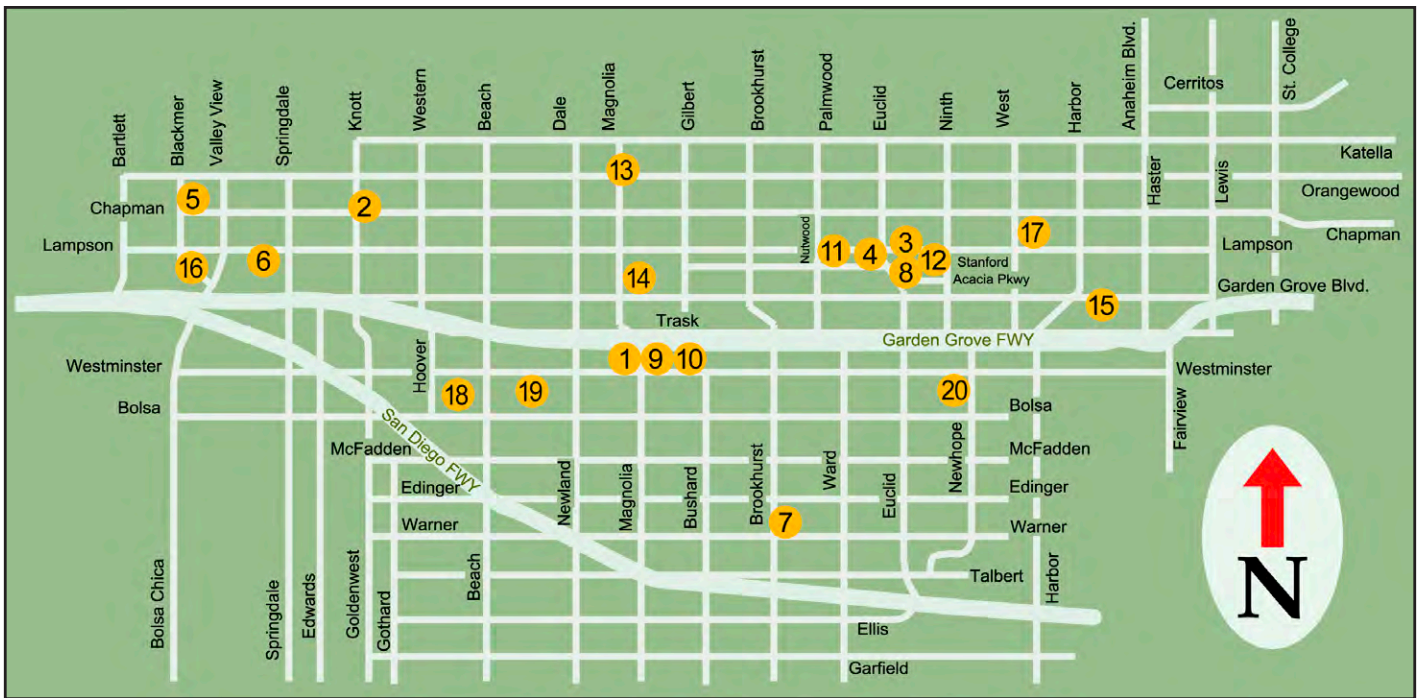 Bartlett
Blackmer
Valley View
Springdale
Knott
Western
Beach
Dale
Magnolia
Gilbert
Brookhurst
Palmwood
Euclid
Ninth
West
Harbor
Anaheim Blvd.
Cerritos
St. College
Katella
13
Orangewood
Haster
Lewis
5
Chapman
2
Nutwood
17
Chapman
Lampson
3
Lampson
11
4
12
Stanford
16
6
8
Acacia Pkwy
14
Garden Grove Blvd.
15
Trask
Garden Grove FWY
Westminster
Hoover
1
9
10
Westminster
18
19
20
Bolsa
Bolsa
San Diego FWY
Fairview
McFadden
McFadden
Edinger
Newland
Magnolia
Bushard
Brookhurst
Ward
Euclid
Newhope
Edinger
Warner
7
Warner
Talbert
Bolsa Chica
Springdale
Edwards
Goldenwest
Gothard
Beach
Harbor
Ellis
Garfield
N